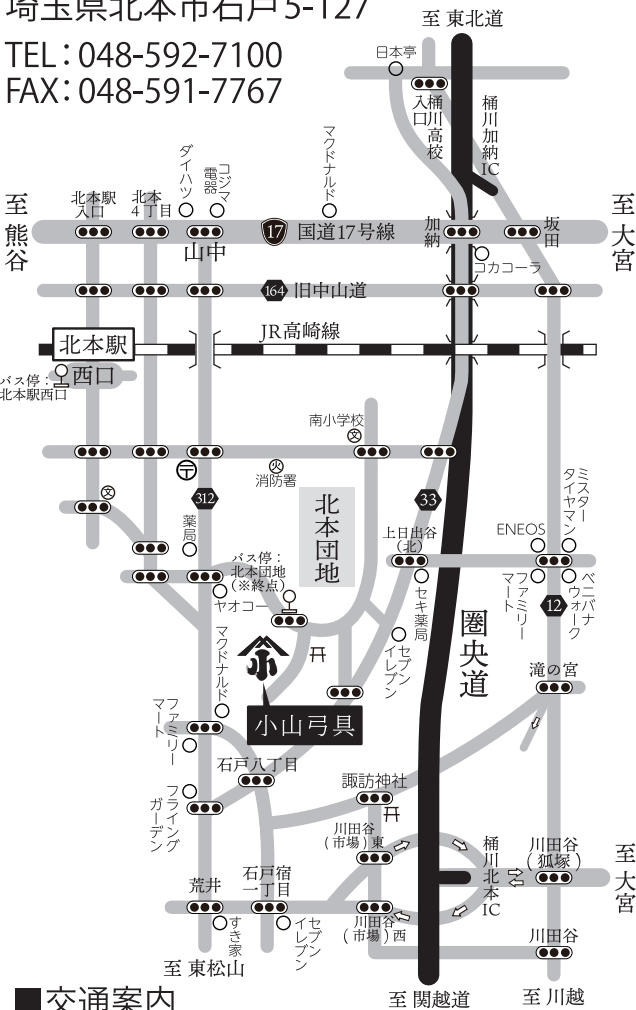 埼玉県北本市石戸5-127
TEL：048-592-7100
FAX：048-591-7767
至 東北道
日本亭
桶川高校
入口
桶川加納IC
マクドナルド
コジマ
電器
ダイハツ
北本駅
入口
北本
4丁目
至熊谷
山中
17
国道17号線
加納
坂田
至大宮
コカコーラ
164
旧中山道
JR高崎線
北本駅
西口
バス停：
北本駅西口
南小学校
文
〒
火
消防署
文
312
北本団地
33
薬局
上日出谷
(北)
ENEOS
ミスター
タイヤマン
バス停：
北本団地
(※終点)
ヤオコー
セキ薬局
ファミリー
マート
ベニバナ
ウォーク
12
セブン
イレブン
圏央道
滝の宮
マクドナルド
小山弓具
ファミリー
マート
石戸八丁目
諏訪神社
フライング
ガーデン
川田谷
(市場)東
桶川北本IC
川田谷
(狐塚)
至大宮
荒井
石戸宿
一丁目
すき家
セブン
イレブン
川田谷
(市場)西
川田谷
至 東松山
至 関越道
至 川越
■交通案内